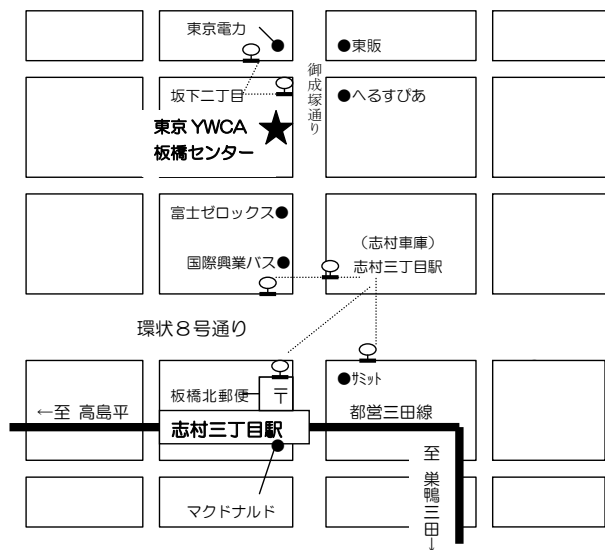 東京電力
●東販
御成塚通り
坂下二丁目
●へるすぴあ
東京 YWCA
板橋センター
富士ゼロックス●
（志村車庫）
志村三丁目駅
国際興業バス●
環状８号通り
●ｻﾐｯﾄ
板橋北郵便
〒
←至 高島平
都営三田線
志村三丁目駅
至 巣鴨三田→
マクドナルド